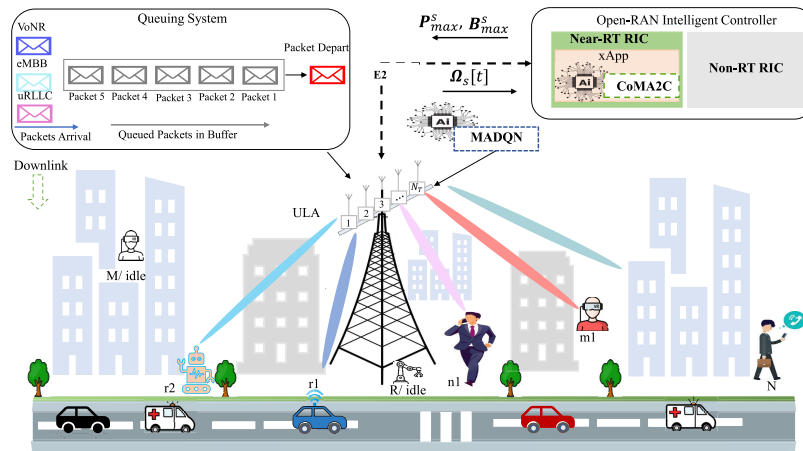 Queuing System
VoNR
eMBB
uRLLC
Packet Depart
Packet 5 Packet 4 Packet 3 Packet 2 Packet 1
Packets Arrival
Queued Packets in Buffer
P^s_max, B^s_max
E2
Ω_s[t]
Ai
MADQN
Open-RAN Intelligent Controller
Near-RT RIC
xApp
Ai
CoMA2C
Non-RT RIC
Downlink
ULA
1 2 3 ... N_T
M/ idle
m1
r2
r1
R/ idle
n1
N